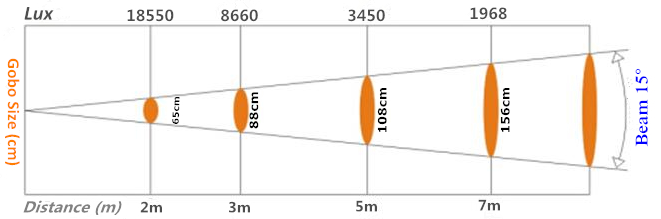 Lux 18550 8660 3450 1968
Gobo Size (cm)
65cm
88cm
108cm
156cm
Beam 15°
Distance (m) 2m 3m 5m 7m